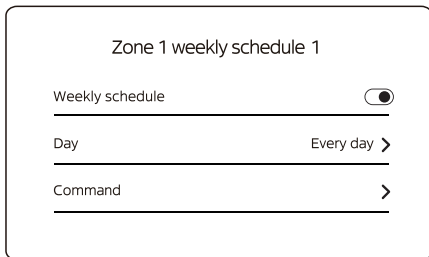 Zone 1 weekly schedule 1
Weekly schedule
Day Every day
Command